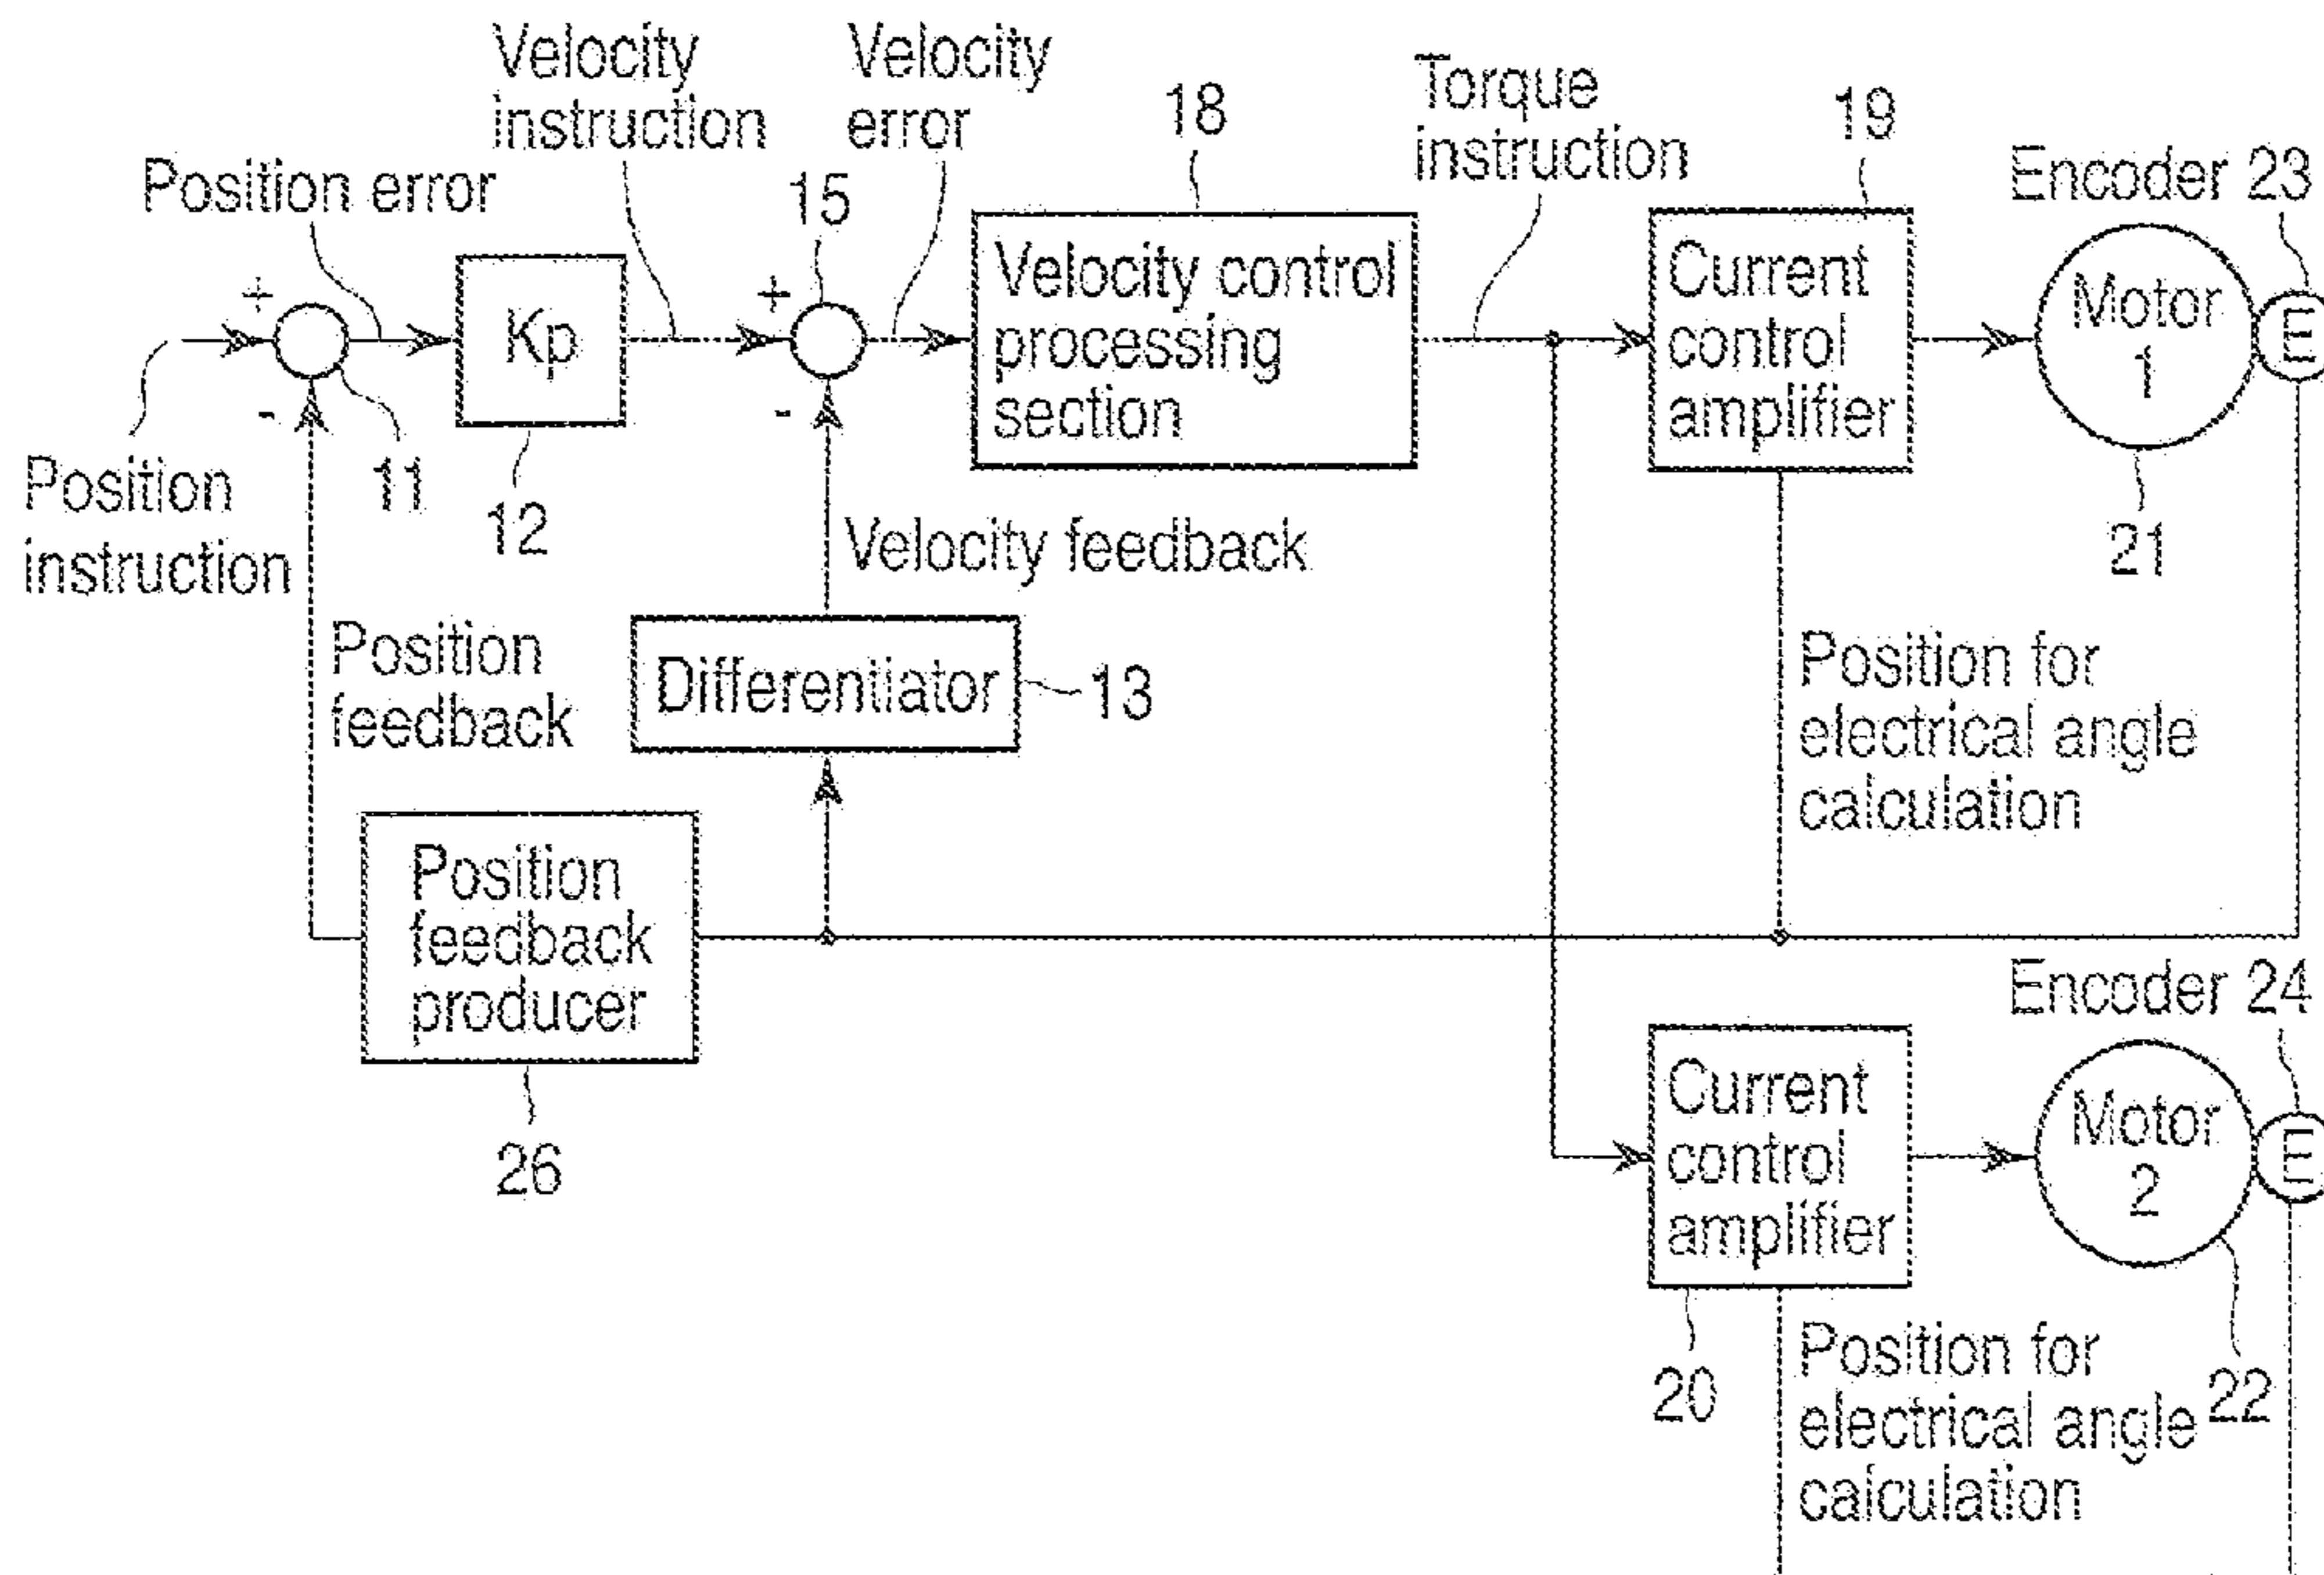 Velocity
instruction
Velocity
error
18
Torque
instruction
19
Encoder 23
Position error
15
+
Kp
+
Velocity control
processing
section
Current
control
amplifier
Motor
1
E
-
11
12
-
21
Position
instruction
Velocity feedback
Position
feedback
Differentiator
13
Position for
electrical angle
calculation
Position
feedback
producer
26
Encoder 24
Current
control
amplifier
Motor
2
E
20
22
Position for
electrical angle
calculation